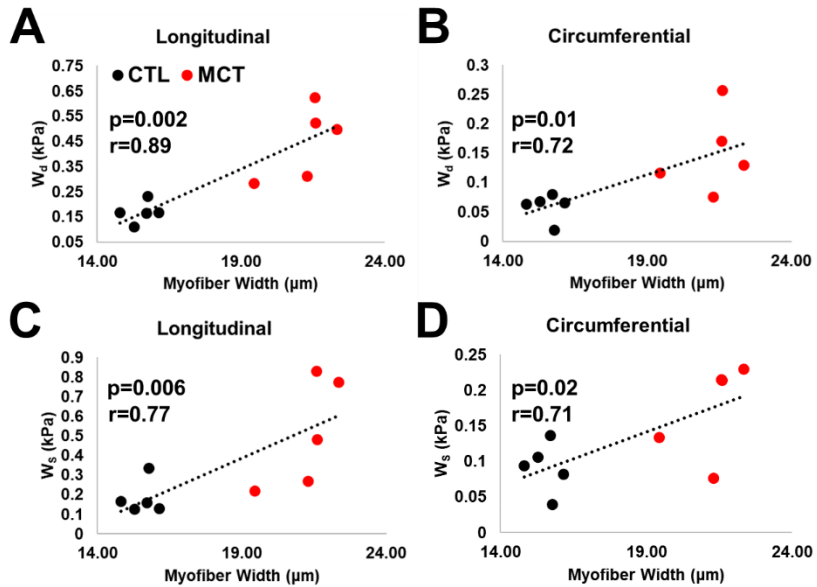 A
Longitudinal
0.75
0.65
0.55
0.45
0.35
0.25
0.15
0.05
W_d (kPa)
CTL MCT
p=0.002
r=0.89
14.00 19.00 24.00
Myofiber Width (µm)
B
Circumferential
0.3
0.25
0.2
0.15
0.1
0.05
0
W_d (kPa)
p=0.01
r=0.72
14.00 19.00 24.00
Myofiber Width (µm)
C
Longitudinal
0.9
0.8
0.7
0.6
0.5
0.4
0.3
0.2
0.1
0
W_S (kPa)
p=0.006
r=0.77
14.00 19.00 24.00
Myofiber Width (µm)
D
Circumferential
0.25
0.2
0.15
0.1
0.05
0
W_S (kPa)
p=0.02
r=0.71
14.00 19.00 24.00
Myofiber Width (µm)